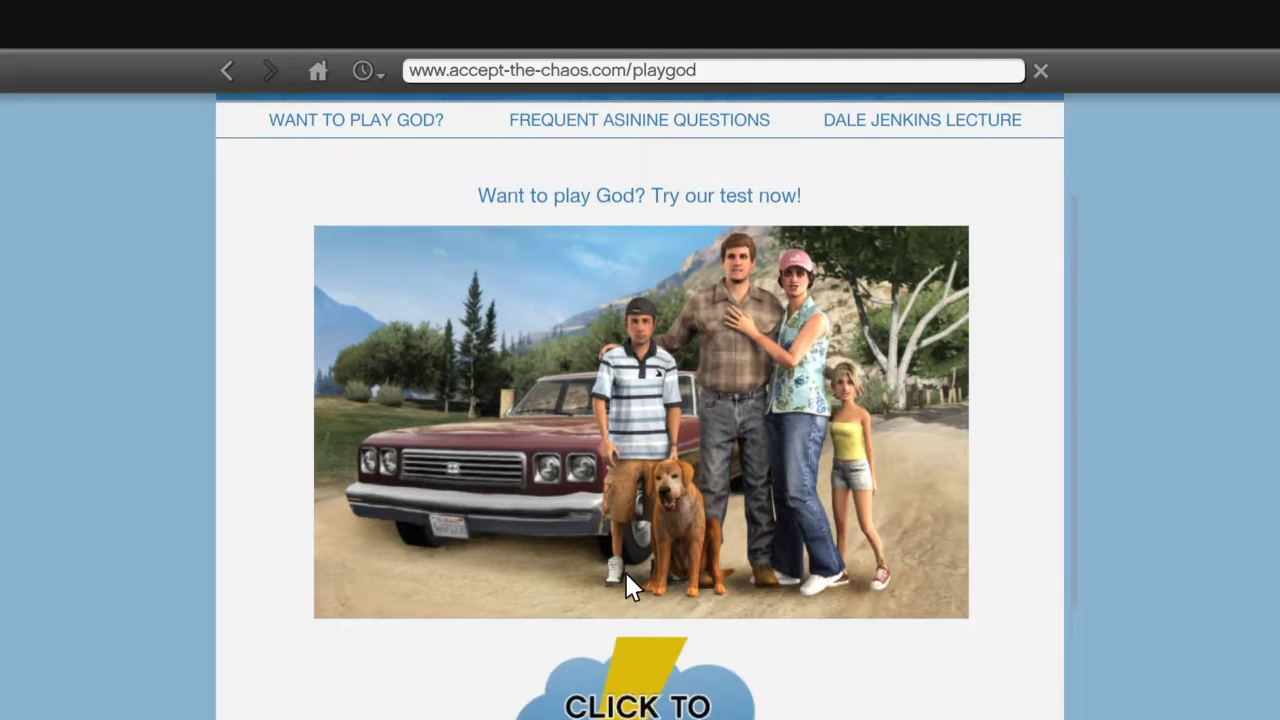 www.accept-the-chaos.com/playgod
WANT TO PLAY GOD? FREQUENT ASININE QUESTIONS DALE JENKINS LECTURE
Want to play God? Try our test now!
CLICK TO